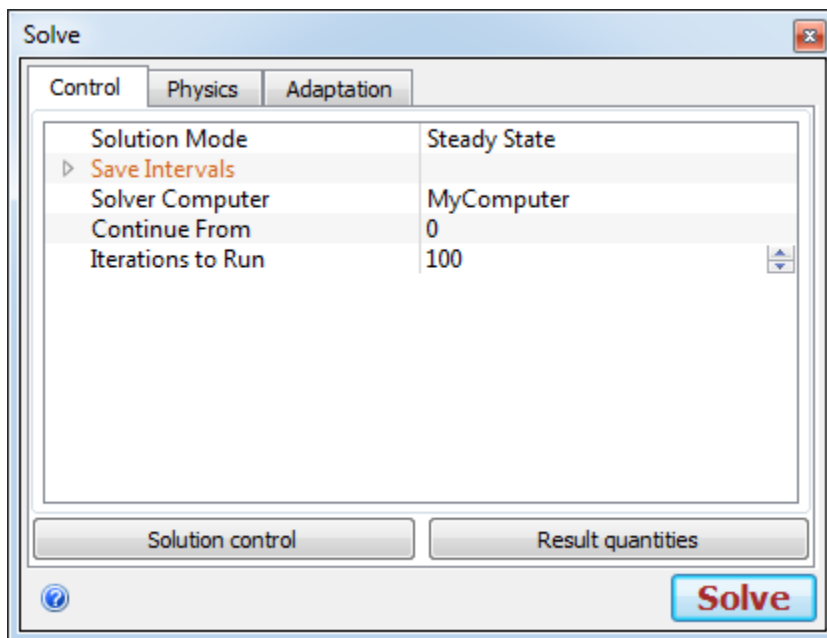 Solve
Control Physics Adaptation
Solution Mode Steady State
Save Intervals
Solver Computer MyComputer
Continue From 0
Iterations to Run 100
Solution control Result quantities
Solve